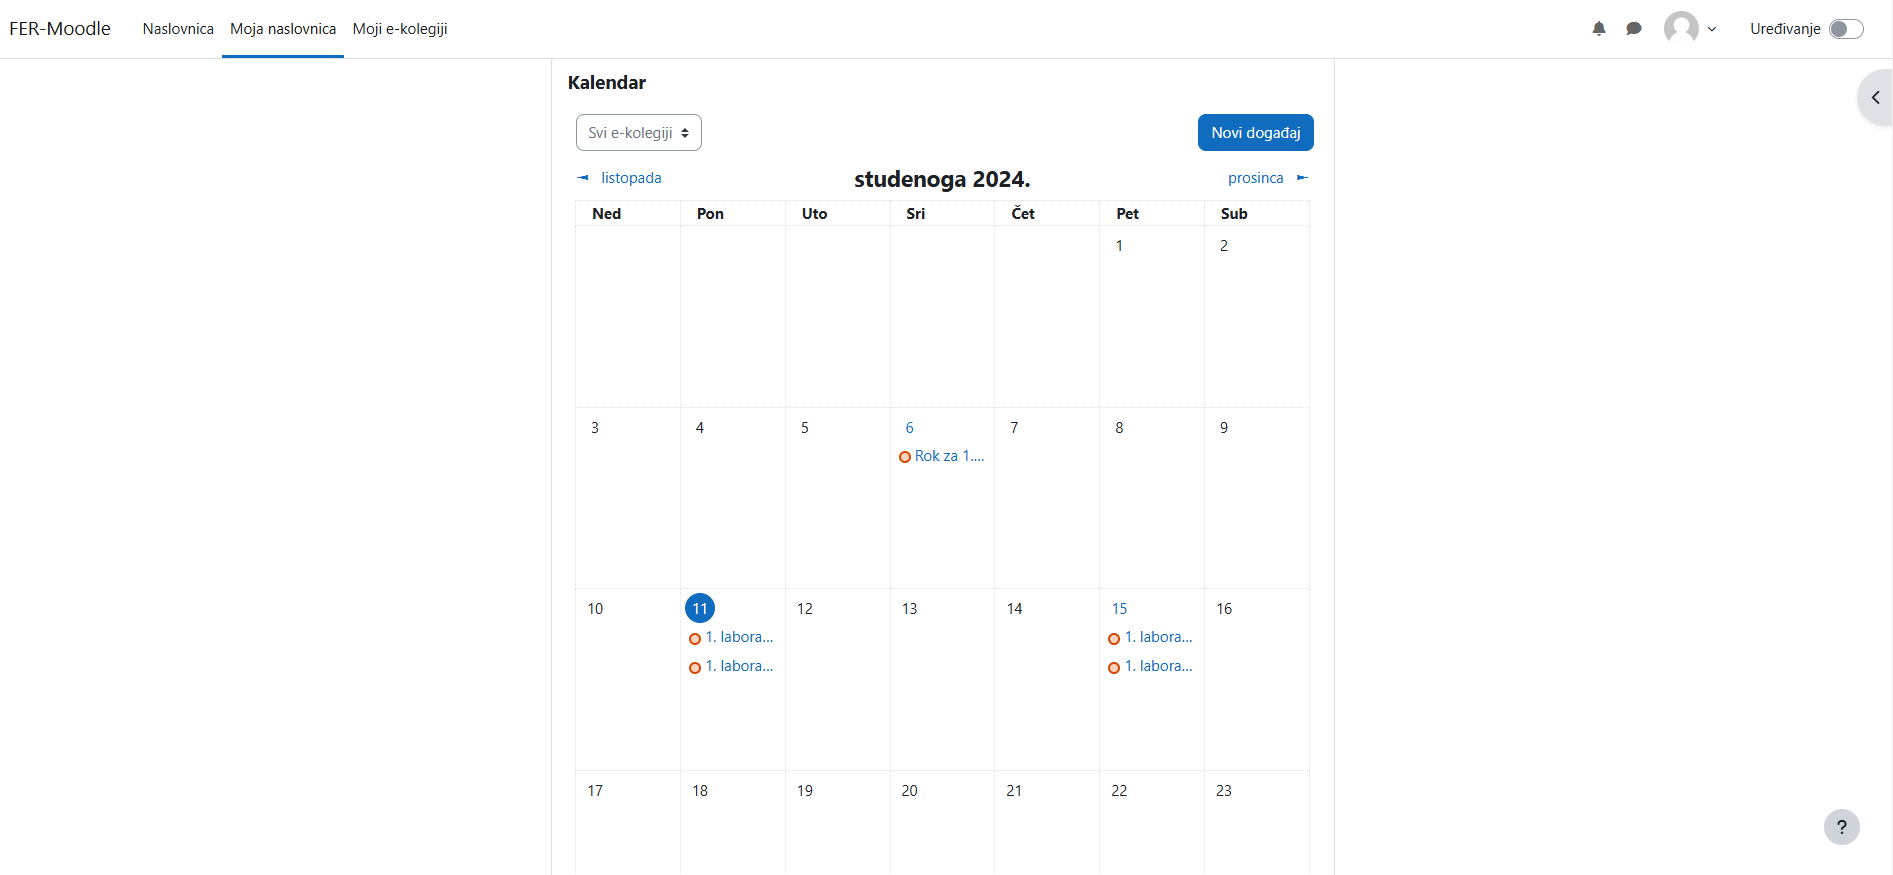 FER-Moodle Naslovnica Moja naslovnica Moji e-kolegiji Uređivanje
Kalendar
Svi e-kolegiji Novi događaj
◄ listopada studenoga 2024. prosinca ►
Ned Pon Uto Sri Čet Pet Sub
1 2
3 4 5 6 7 8 9
Rok za 1....
10 11 12 13 14 15 16
1. labora... 1. labora...
1. labora... 1. labora...
17 18 19 20 21 22 23
?